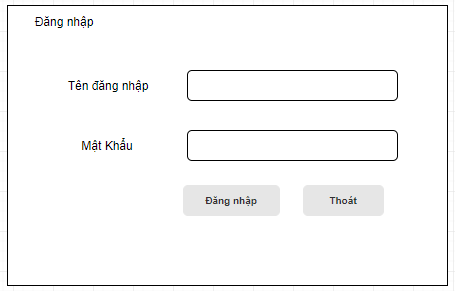 Đăng nhập
Tên đăng nhập
Mật Khẩu
Đăng nhập Thoát